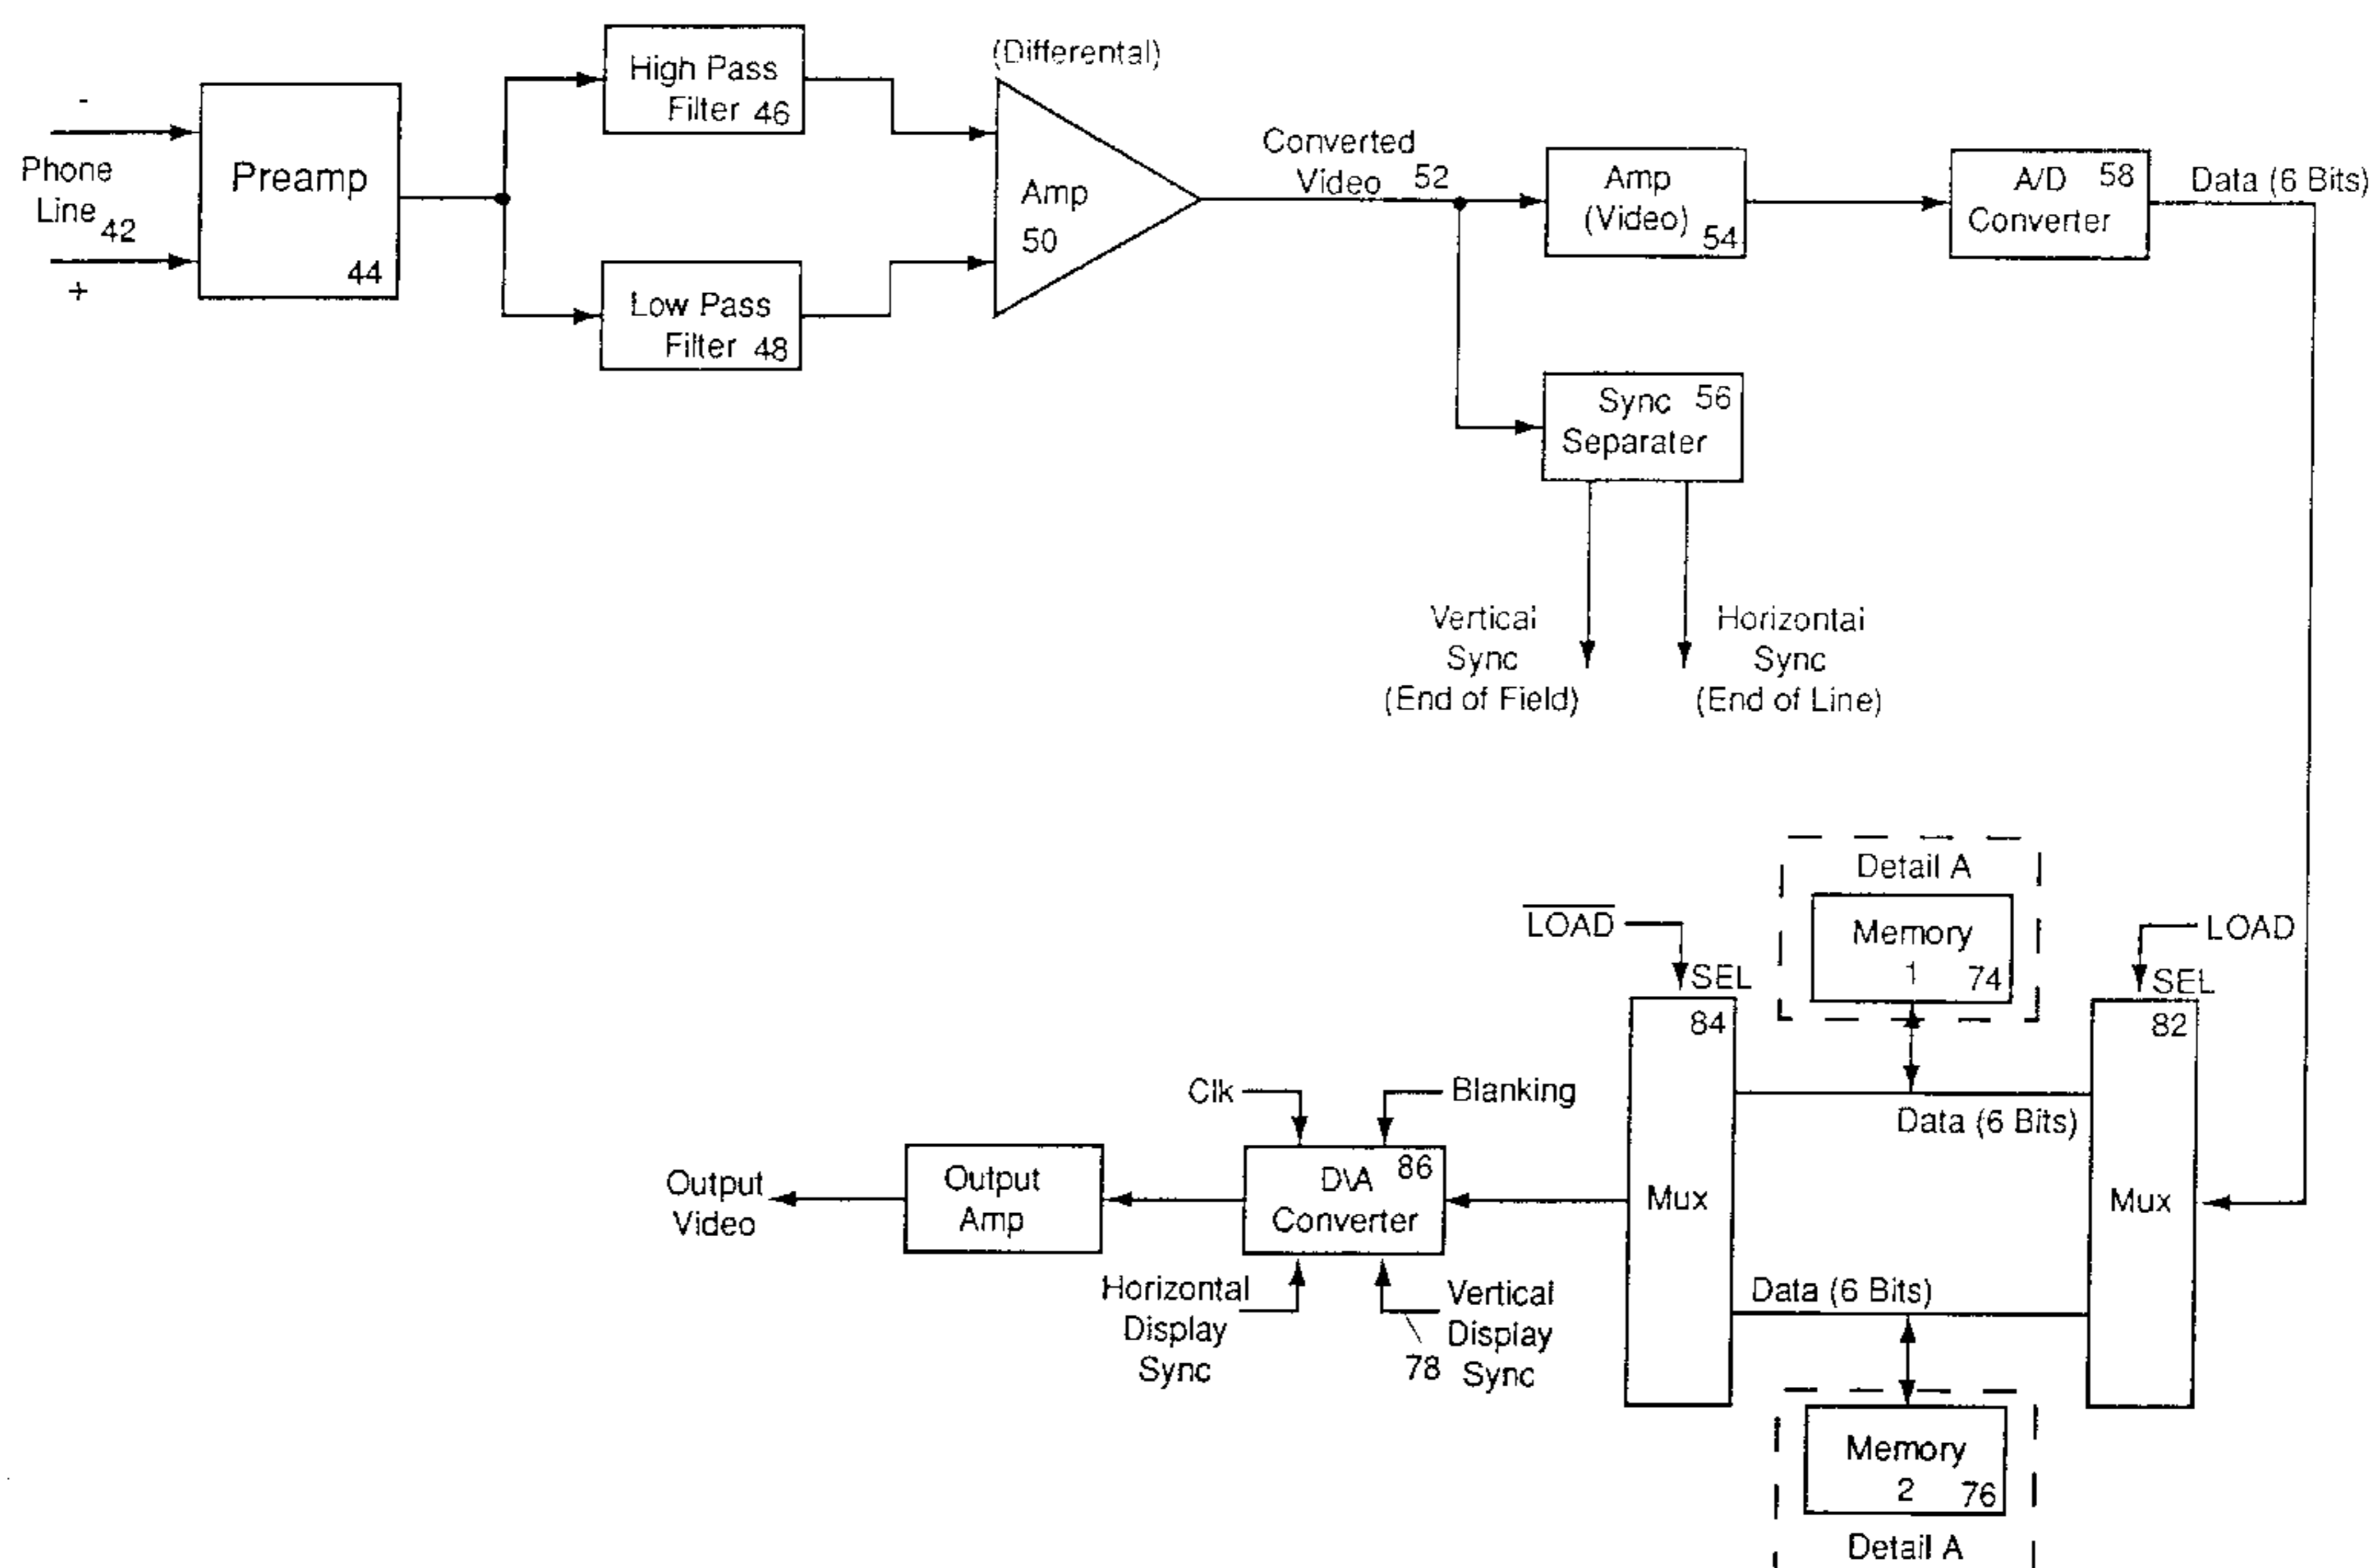 -
Phone
Line 42
+
Preamp
44
High Pass
Filter 46
Low Pass
Filter 48
(Differental)
Amp
50
Converted
Video 52
Amp
(Video) 54
A/D 58
Converter
Data (6 Bits)
Sync 56
Separater
Vertical
Sync
(End of Field)
Horizontal
Sync
(End of Line)
Detail A
Memory
1 74
LOAD
SEL
84
Mux
LOAD
SEL
82
Mux
Data (6 Bits)
Data (6 Bits)
Memory
2 76
Detail A
Clk
Blanking
D\A 86
Converter
Horizontal
Display
Sync
Vertical
Display
Sync
78
Output
Amp
Output
Video